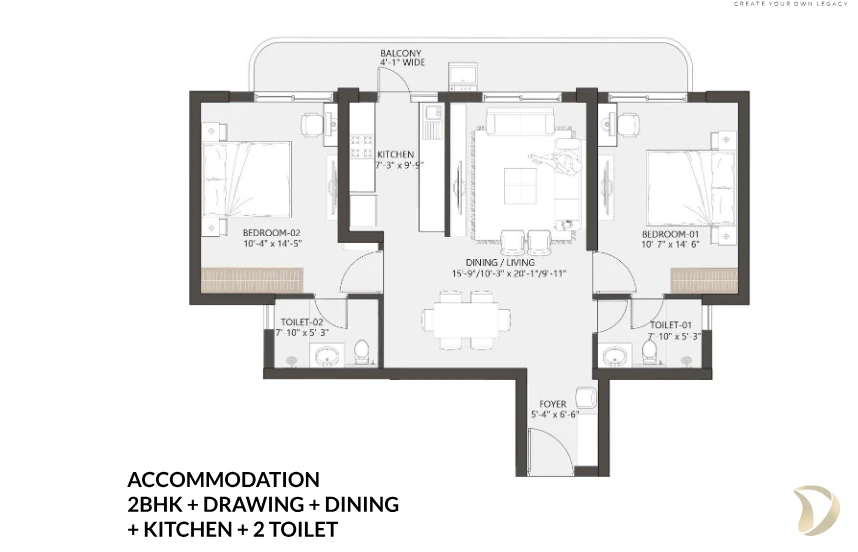 CREATE YOUR OWN LEGACY
BALCONY
4'-1" WIDE
KITCHEN
7'-3" x 9'-9"
BEDROOM-02
10'-4" x 14'-5"
BEDROOM-01
10' 7" x 14' 6"
DINING / LIVING
15'-9"/10'-3" x 20'-1"/9'-11"
TOILET-02
7' 10" x 5'-3"
TOILET-01
7' 10" x 5'-3"
FOYER
5'-4" x 6'-6"
ACCOMMODATION
2BHK + DRAWING + DINING
+ KITCHEN + 2 TOILET